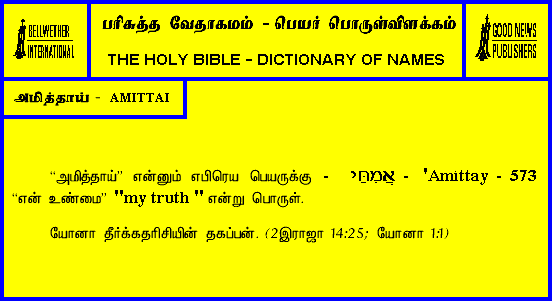 BELLWETHER
INTERNATIONAL
பரிசுத்த வேதாகமம் - பெயர் பொருள்விளக்கம்
THE HOLY BIBLE - DICTIONARY OF NAMES
GOOD NEWS
PUBLISHERS
அமித்தாய் - AMITTAI
“அமித்தாய்” என்னும் எபிரெய பெயருக்கு - אֲמִתַּי - 'Amittay - 573
“என் உண்மை” "my truth " என்று பொருள்.
யோனா தீர்க்கதரிசியின் தகப்பன். (2இராஜா 14:25; யோனா 1:1)